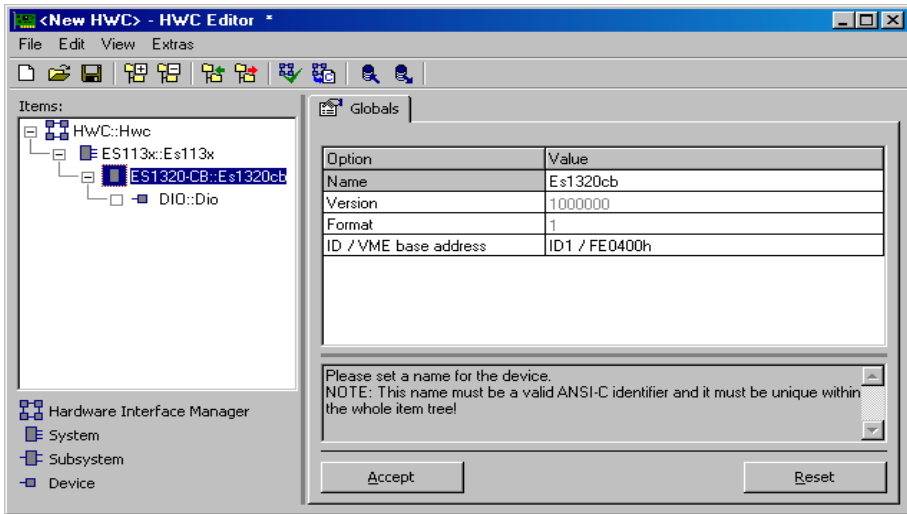 <New HWC> - HWC Editor *
File Edit View Extras
Items:
HWC::Hwc
ES113x::Es113x
ES1320-CB::Es1320cb
DIO::Dio
Hardware Interface Manager
System
Subsystem
Device
Globals
Option Value
Name Es1320cb
Version 1000000
Format 1
ID / VME base address ID1 / FE0400h
Please set a name for the device.
NOTE: This name must be a valid ANSI-C identifier and it must be unique within
the whole item tree!
Accept Reset